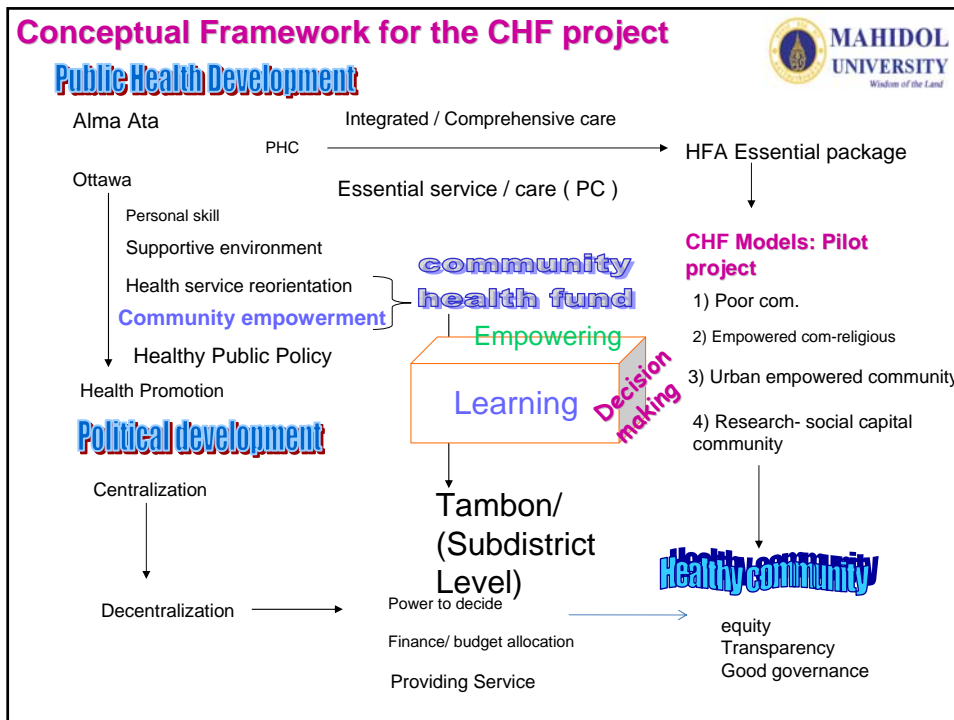 Conceptual Framework for the CHF project
MAHIDOL
UNIVERSITY
Wisdom of the Land
Public Health Development
Alma Ata
Integrated / Comprehensive care
PHC
HFA Essential package
Ottawa
Essential service / care ( PC )
Personal skill
Supportive environment
Health service reorientation
Community empowerment
Healthy Public Policy
Health Promotion
community
health fund
Empowering
Learning
Decision
making
CHF Models: Pilot
project
1) Poor com.
2) Empowered com-religious
3) Urban empowered community
4) Research- social capital
community
Political development
Centralization
Decentralization
Tambon/
(Subdistrict
Level)
Power to decide
Finance/ budget allocation
Providing Service
Healthy community
equity
Transparency
Good governance